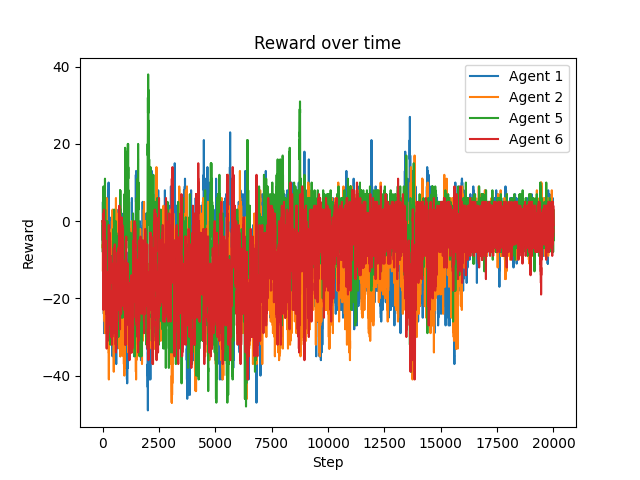 Reward over time
Agent 1
Agent 2
Agent 5
Agent 6
40
20
0
−20
−40
Reward
0
2500
5000
7500
10000
12500
15000
17500
20000
Step